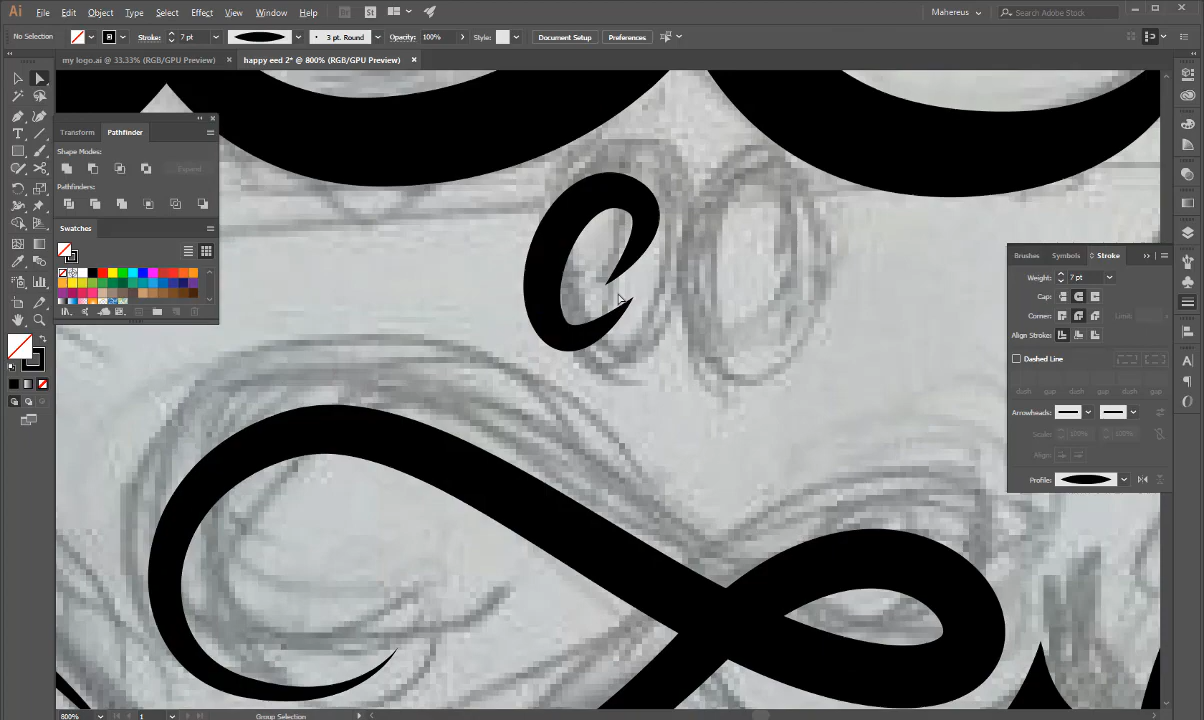 Ai File Edit Object Type Select Effect View Window Help Br St Mahereus Search Adobe Stock
No Selection Stroke: 7 pt 3 pt. Round Opacity: 100% Style: Document Setup Preferences
my logo.ai @ 33.33% (RGB/GPU Preview) × happy eed 2* @ 800% (RGB/GPU Preview) ×
Transform Pathfinder
Shape Modes:
Expand
Pathfinders:
Swatches
Brushes Symbols Stroke
Weight: 7 pt
Cap:
Corner: Limit:
Align Stroke:
Dashed Line
dash gap dash gap dash gap
Arrowheads:
Scale: 100% 100%
Align:
Profile:
800% 1 Group Selection